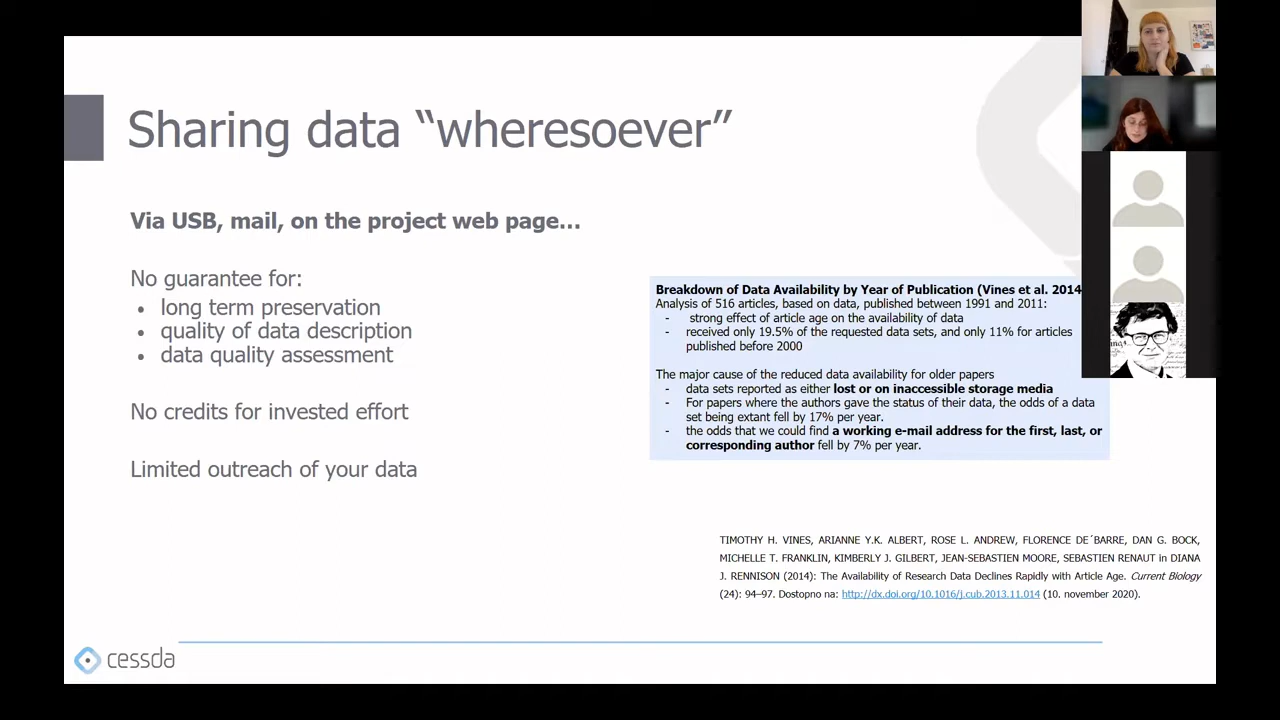 Sharing data “wheresoever”
Via USB, mail, on the project web page...
No guarantee for:
• long term preservation
• quality of data description
• data quality assessment
No credits for invested effort
Limited outreach of your data
Breakdown of Data Availability by Year of Publication (Vines et al. 2014
Analysis of 516 articles, based on data, published between 1991 and 2011:
- strong effect of article age on the availability of data
- received only 19.5% of the requested data sets, and only 11% for articles
published before 2000
The major cause of the reduced data availability for older papers
- data sets reported as either lost or on inaccessible storage media
- For papers where the authors gave the status of their data, the odds of a data
set being extant fell by 17% per year.
- the odds that we could find a working e-mail address for the first, last, or
corresponding author fell by 7% per year.
TIMOTHY H. VINES, ARIANNE Y.K. ALBERT, ROSE L. ANDREW, FLORENCE DE´BARRE, DAN G. BOCK,
MICHELLE T. FRANKLIN, KIMBERLY J. GILBERT, JEAN-SEBASTIEN MOORE, SEBASTIEN RENAUT in DIANA
J. RENNISON (2014): The Availability of Research Data Declines Rapidly with Article Age. Current Biology
(24): 94–97. Dostopno na: http://dx.doi.org/10.1016/j.cub.2013.11.014 (10. november 2020).
cessda